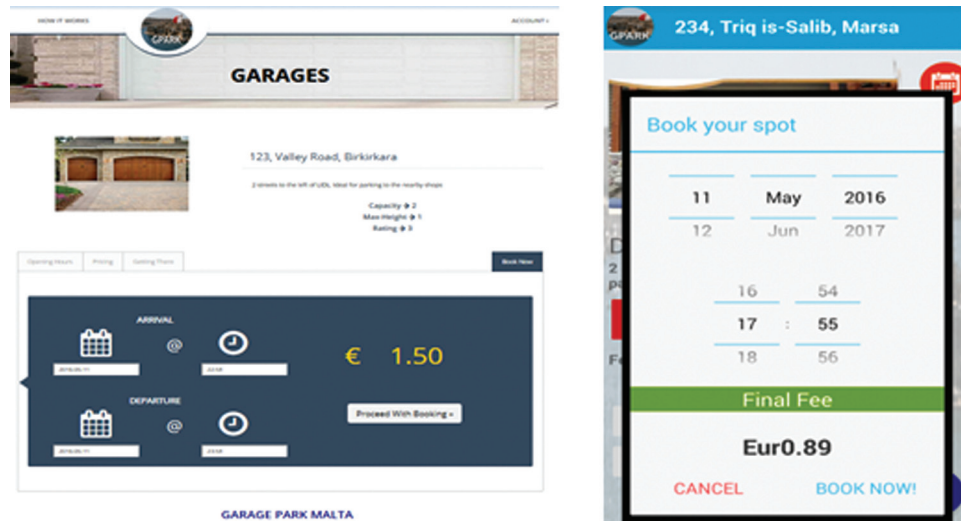 HOW IT WORKS
ACCOUNT
GPARK
GARAGES
123, Valley Road, Birkirkara
2 streets to the left of UDL. Ideal for parking to the nearby shops
Capacity → 2
Max Height → 1
Rating → 3
Opening Hours Pricing Getting There Book Now
ARRIVAL
@
€ 1.50
DEPARTURE
@
Proceed With Booking »
GARAGE PARK MALTA
GPARK
234, Triq is-Salib, Marsa
Book your spot
11 May 2016
12 Jun 2017
16 54
17 : 55
18 56
Final Fee
Eur0.89
CANCEL BOOK NOW!